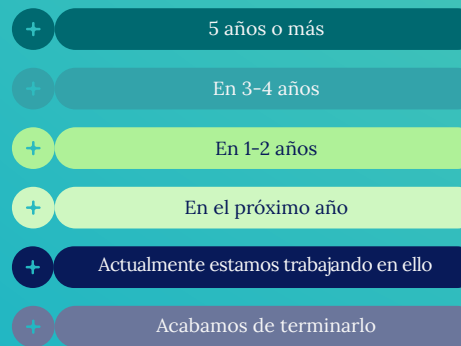 5 años o más
En 3-4 años
En 1-2 años
En el próximo año
Actualmente estamos trabajando en ello
Acabamos de terminarlo